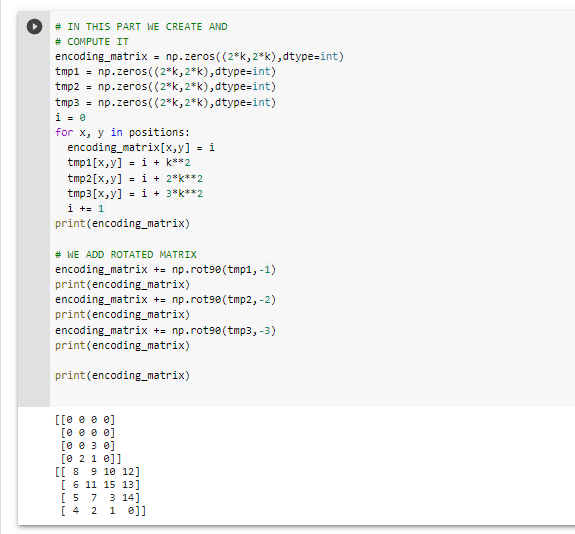 # IN THIS PART WE CREATE AND
# COMPUTE IT
encoding_matrix = np.zeros((2*k,2*k),dtype=int)
tmp1 = np.zeros((2*k,2*k),dtype=int)
tmp2 = np.zeros((2*k,2*k),dtype=int)
tmp3 = np.zeros((2*k,2*k),dtype=int)
i = 0
for x, y in positions:
  encoding_matrix[x,y] = i
  tmp1[x,y] = i + k**2
  tmp2[x,y] = i + 2*k**2
  tmp3[x,y] = i + 3*k**2
  i += 1
print(encoding_matrix)

# WE ADD ROTATED MATRIX
encoding_matrix += np.rot90(tmp1,-1)
print(encoding_matrix)
encoding_matrix += np.rot90(tmp2,-2)
print(encoding_matrix)
encoding_matrix += np.rot90(tmp3,-3)
print(encoding_matrix)

print(encoding_matrix)

[[0 0 0 0]
 [0 0 0 0]
 [0 0 3 0]
 [0 2 1 0]]
[[ 8  9 10 12]
 [ 6 11 15 13]
 [ 5  7  3 14]
 [ 4  2  1  0]]